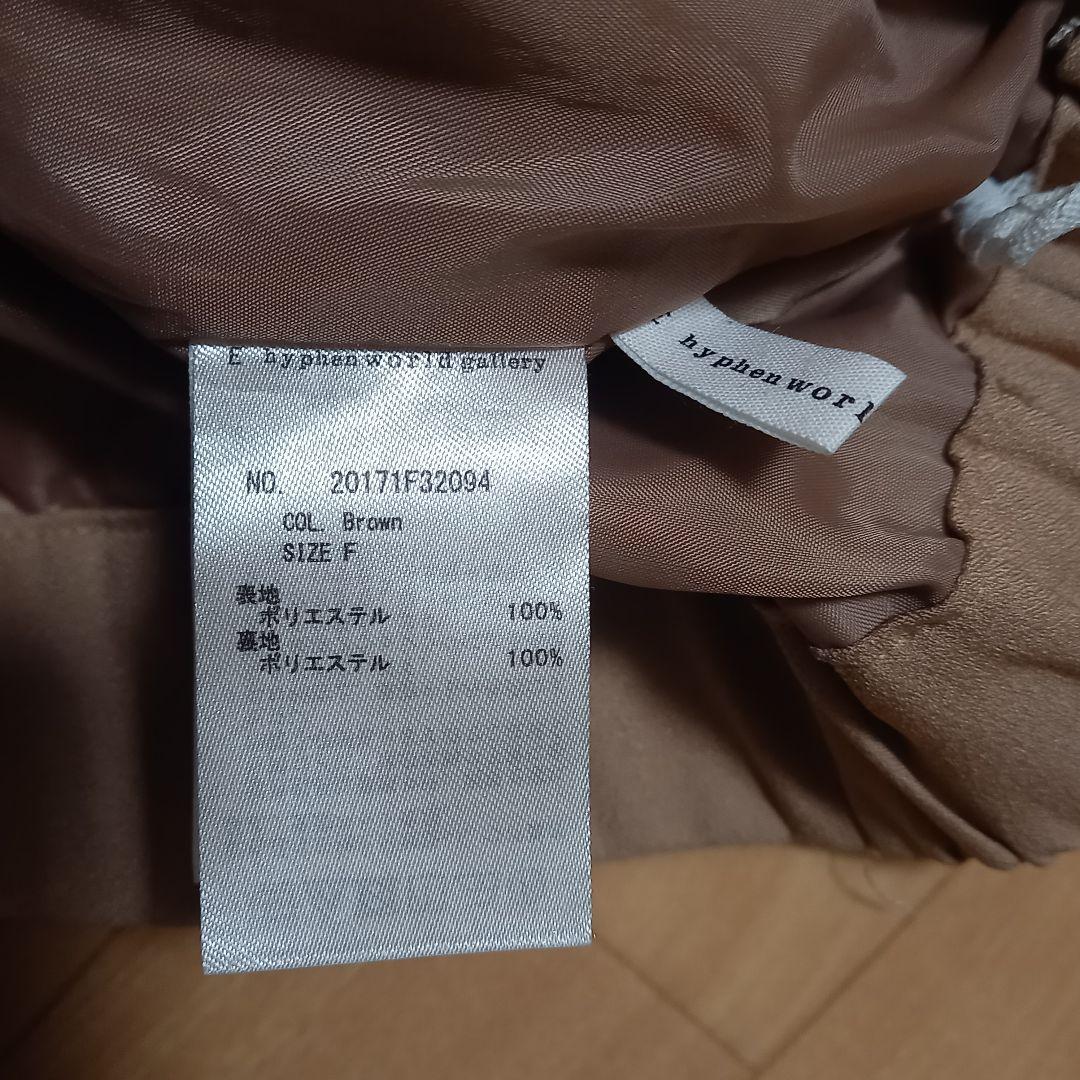 E hyphen world gallery
NO. 20171F32094
COL. Brown
SIZE F
表地
ポリエステル 100%
裏地
ポリエステル 100%
hyphen worl